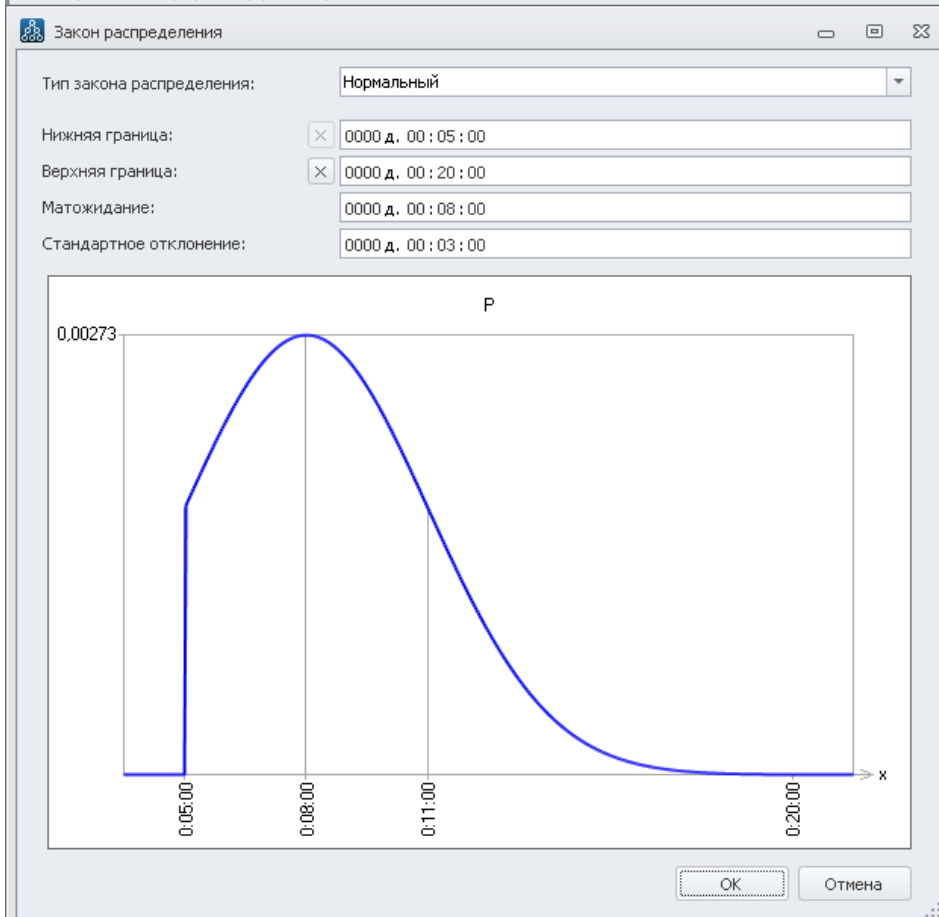 Закон распределения
Тип закона распределения: Нормальный
Нижняя граница: 0000 д. 00 : 05 : 00
Верхняя граница: 0000 д. 00 : 20 : 00
Матожидание: 0000 д. 00 : 08 : 00
Стандартное отклонение: 0000 д. 00 : 03 : 00
P
0,00273
x
0:05:00 0:08:00 0:11:00 0:20:00
OK Отмена